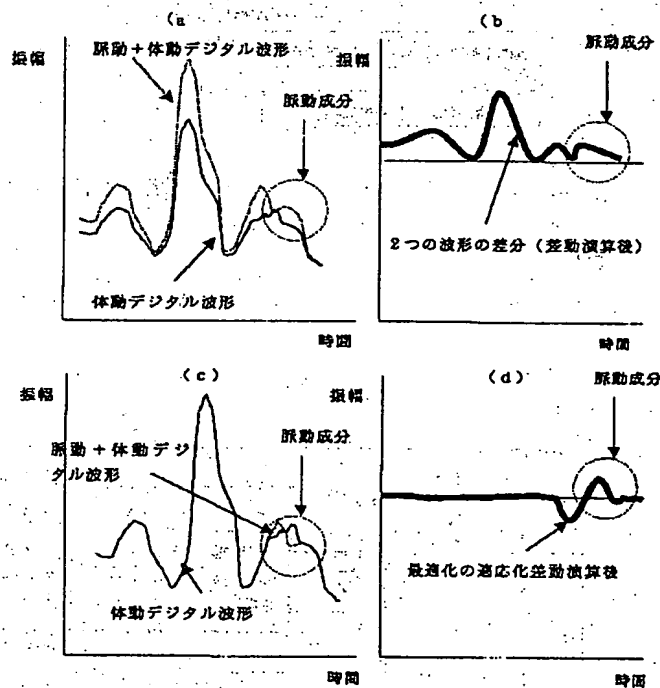 (a
振幅
脈動＋体動デジタル波形
脈動成分
体動デジタル波形
時間
(b
振幅
脈動成分
2つの波形の差分（差動演算後）
時間
(c)
振幅
脈動成分
脈動＋体動デジ
タル波形
体動デジタル波形
時間
(d)
振幅
脈動成分
最適化の適応化差動演算後
時間